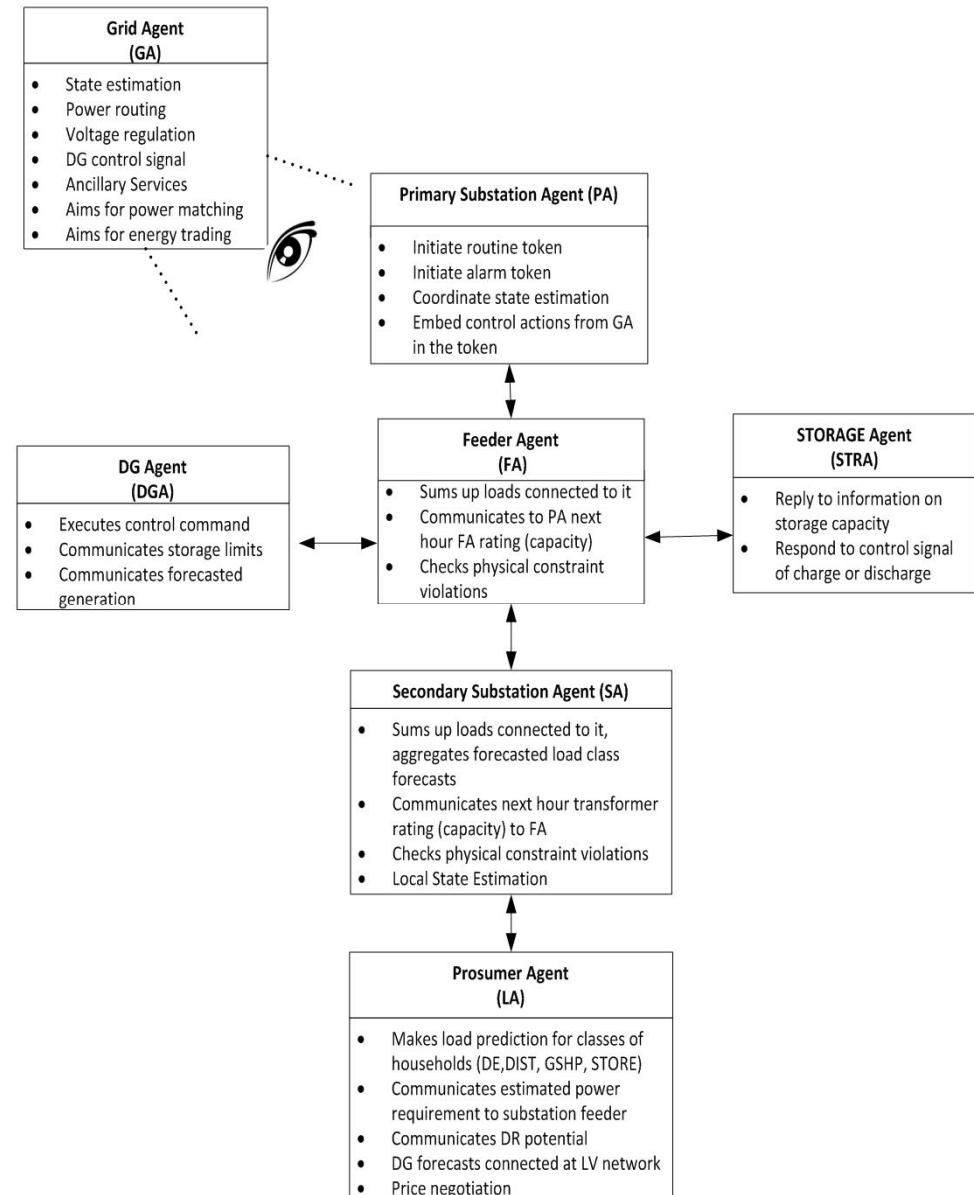 Grid Agent
(GA)
• State estimation
• Power routing
• Voltage regulation
• DG control signal
• Ancillary Services
• Aims for power matching
• Aims for energy trading
Primary Substation Agent (PA)
• Initiate routine token
• Initiate alarm token
• Coordinate state estimation
• Embed control actions from GA
in the token
DG Agent
(DGA)
• Executes control command
• Communicates storage limits
• Communicates forecasted
generation
Feeder Agent
(FA)
• Sums up loads connected to it
• Communicates to PA next
hour FA rating (capacity)
• Checks physical constraint
violations
STORAGE Agent
(STRA)
• Reply to information on
storage capacity
• Respond to control signal
of charge or discharge
Secondary Substation Agent (SA)
• Sums up loads connected to it,
aggregates forecasted load class
forecasts
• Communicates next hour transformer
rating (capacity) to FA
• Checks physical constraint violations
• Local State Estimation
Prosumer Agent
(LA)
• Makes load prediction for classes of
households (DE,DIST, GSHP, STORE)
• Communicates estimated power
requirement to substation feeder
• Communicates DR potential
• DG forecasts connected at LV network
• Price negotiation